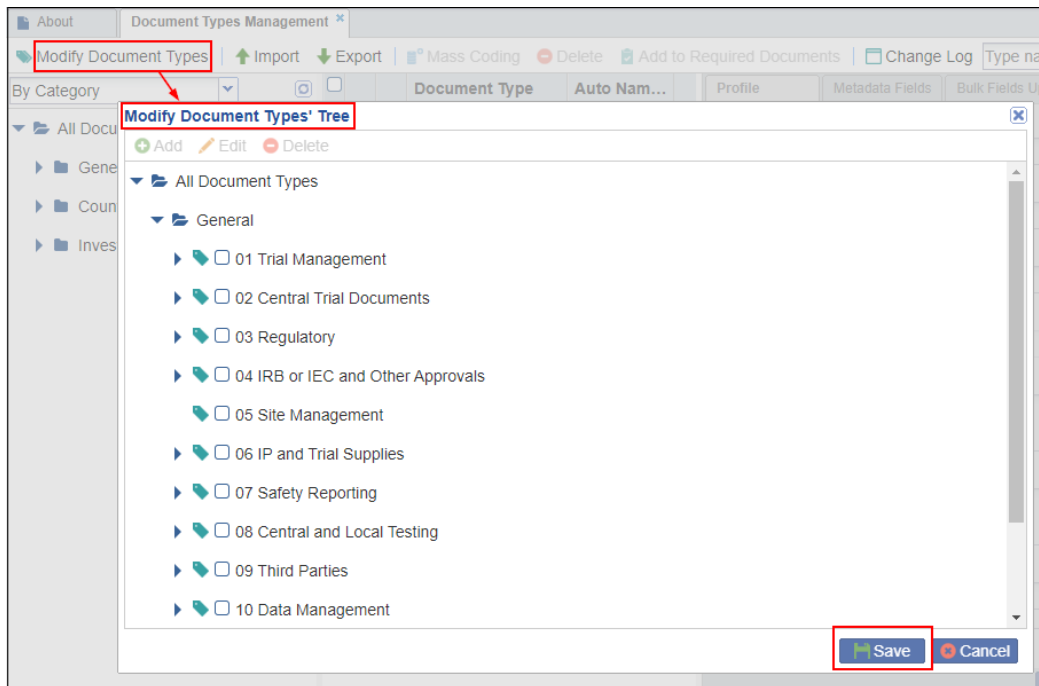 About Document Types Management ×
Modify Document Types Import Export Mass Coding Delete Add to Required Documents Change Log Type na
By Category Document Type Auto Nam... Profile Metadata Fields Bulk Fields U
Modify Document Types' Tree
All Docu
Add Edit Delete
Gene
All Document Types
Coun
General
Inves
01 Trial Management
02 Central Trial Documents
03 Regulatory
04 IRB or IEC and Other Approvals
05 Site Management
06 IP and Trial Supplies
07 Safety Reporting
08 Central and Local Testing
09 Third Parties
10 Data Management
Save Cancel